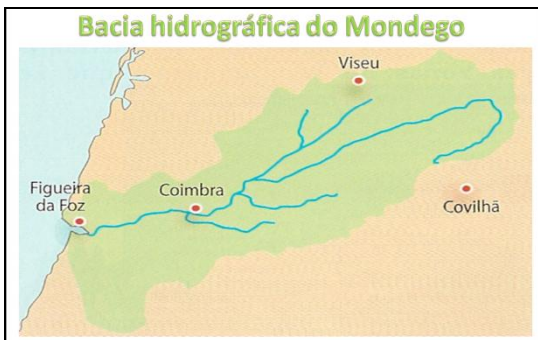 Bacia hidrográfica do Mondego
Viseu
Figueira
da Foz
Coimbra
Covilhã